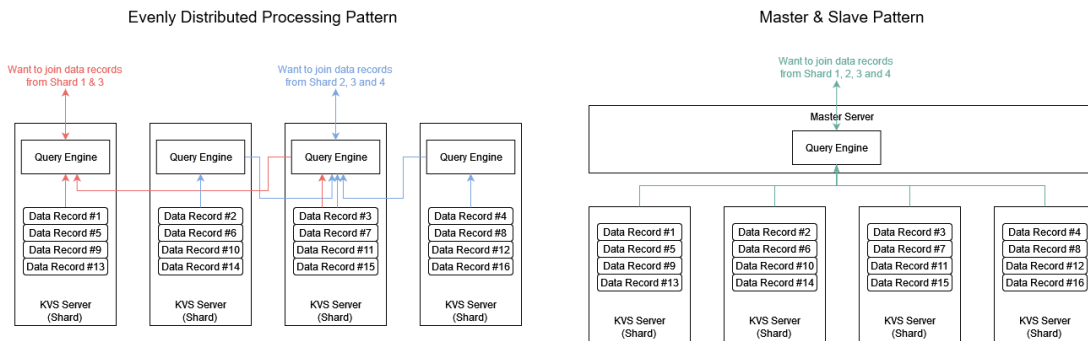 Evenly Distributed Processing Pattern
Want to join data records
from Shard 1 & 3
Want to join data records
from Shard 2, 3 and 4
Query Engine
Query Engine
Query Engine
Query Engine
Data Record #1
Data Record #5
Data Record #9
Data Record #13
KVS Server
(Shard)
Data Record #2
Data Record #6
Data Record #10
Data Record #14
KVS Server
(Shard)
Data Record #3
Data Record #7
Data Record #11
Data Record #15
KVS Server
(Shard)
Data Record #4
Data Record #8
Data Record #12
Data Record #16
KVS Server
(Shard)
Master & Slave Pattern
Want to join data records
from Shard 1, 2, 3 and 4
Master Server
Query Engine
Data Record #1
Data Record #5
Data Record #9
Data Record #13
KVS Server
(Shard)
Data Record #2
Data Record #6
Data Record #10
Data Record #14
KVS Server
(Shard)
Data Record #3
Data Record #7
Data Record #11
Data Record #15
KVS Server
(Shard)
Data Record #4
Data Record #8
Data Record #12
Data Record #16
KVS Server
(Shard)